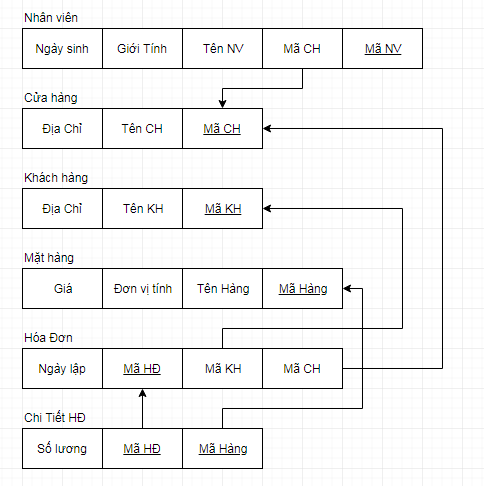 Nhân viên
Ngày sinh Giới Tính Tên NV Mã CH Mã NV
Cửa hàng
Địa Chỉ Tên CH Mã CH
Khách hàng
Địa Chỉ Tên KH Mã KH
Mặt hàng
Giá Đơn vị tính Tên Hàng Mã Hàng
Hóa Đơn
Ngày lập Mã HĐ Mã KH Mã CH
Chi Tiết HĐ
Số lương Mã HĐ Mã Hàng